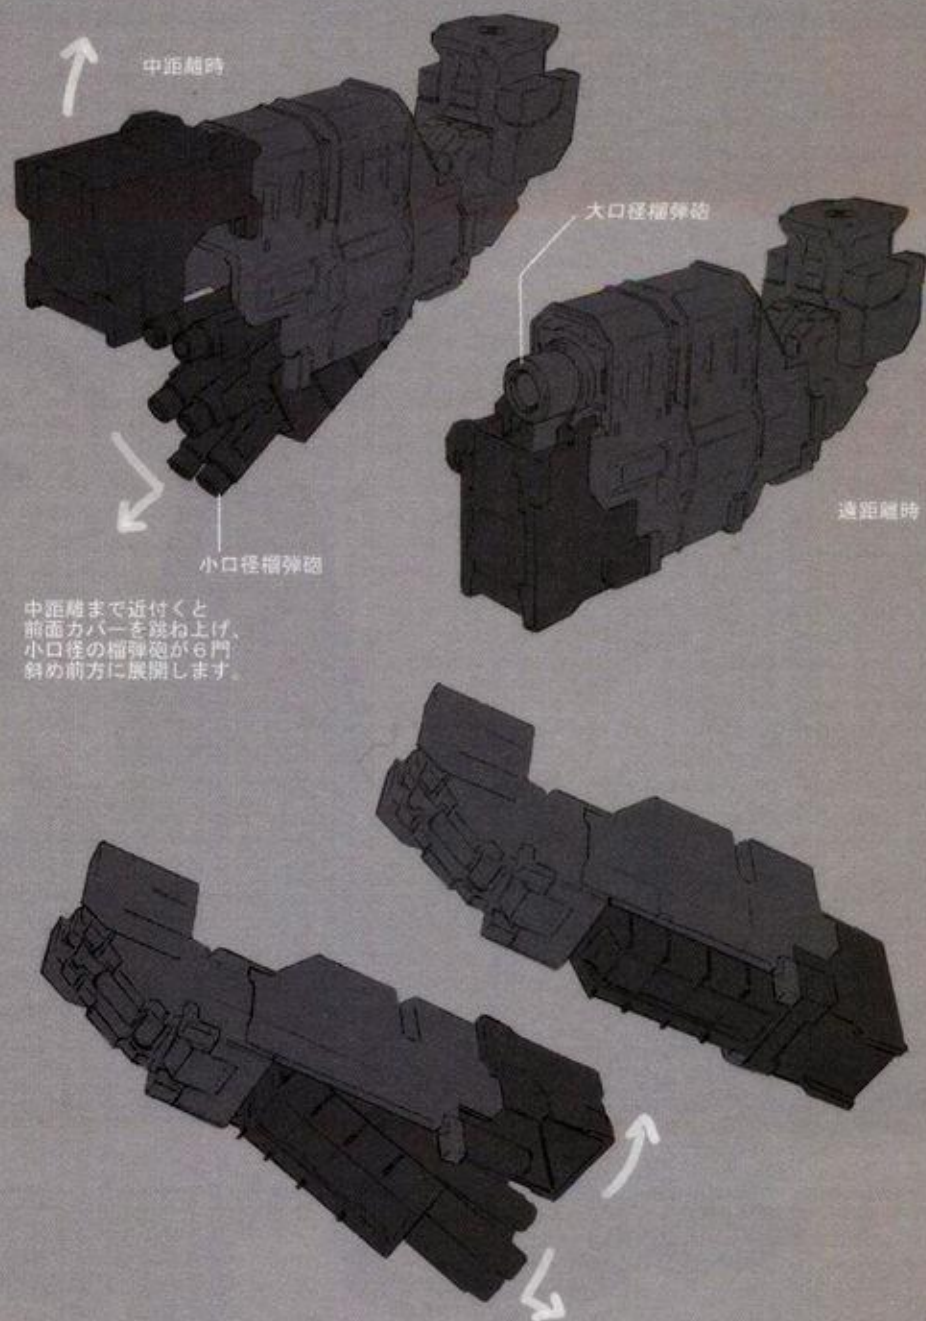 中距離時
大口径榴弾砲
遠距離時
小口径榴弾砲
中距離まで近付くと
前面カバーを跳ね上げ、
小口径の榴弾砲が6門
斜め前方に展開します。